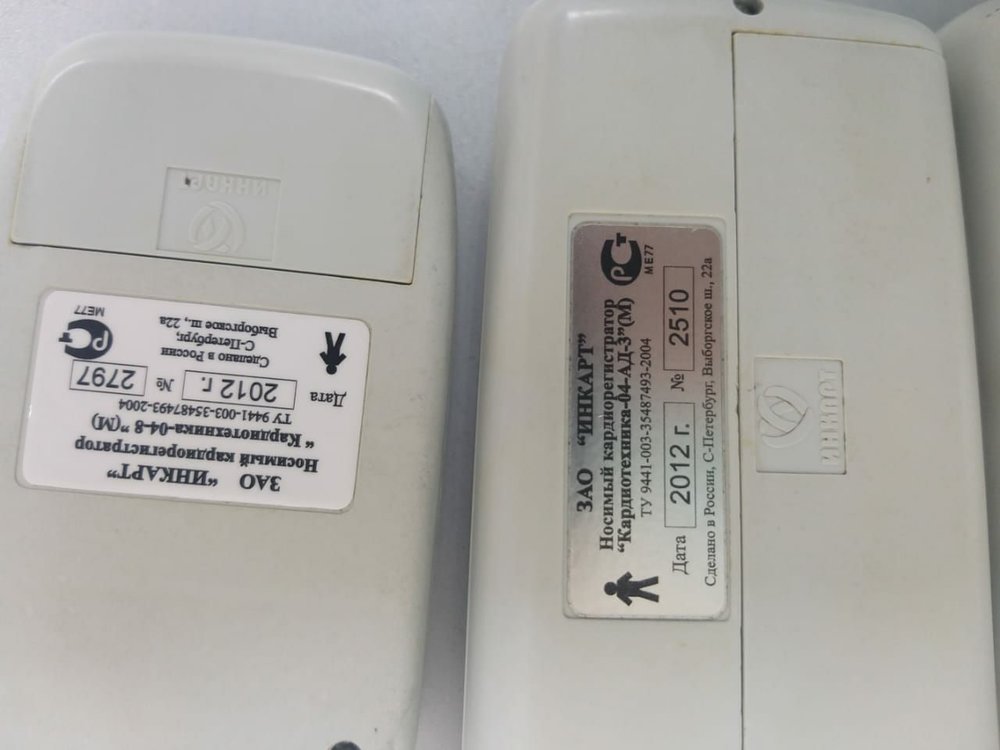 ИНКАРТ
ЗАО “ИНКАРТ”
Носимый кардиорегистратор
“Кардиотехника-04-8”(М)
ТУ 9441-003-35487493-2004
Дата 2012 г. № 2797
Сделано в России
С-Петербург,
Выборгское ш., 22а
РСТ
МЕ77
ЗАО “ИНКАРТ”
Носимый кардиорегистратор
“Кардиотехника-04-АД-3”(М)
ТУ 9441-003-35487493-2004
Дата 2012 г. № 2510
Сделано в России, С-Петербург, Выборгское ш., 22а
РСТ
МЕ77
ИНКАРТ